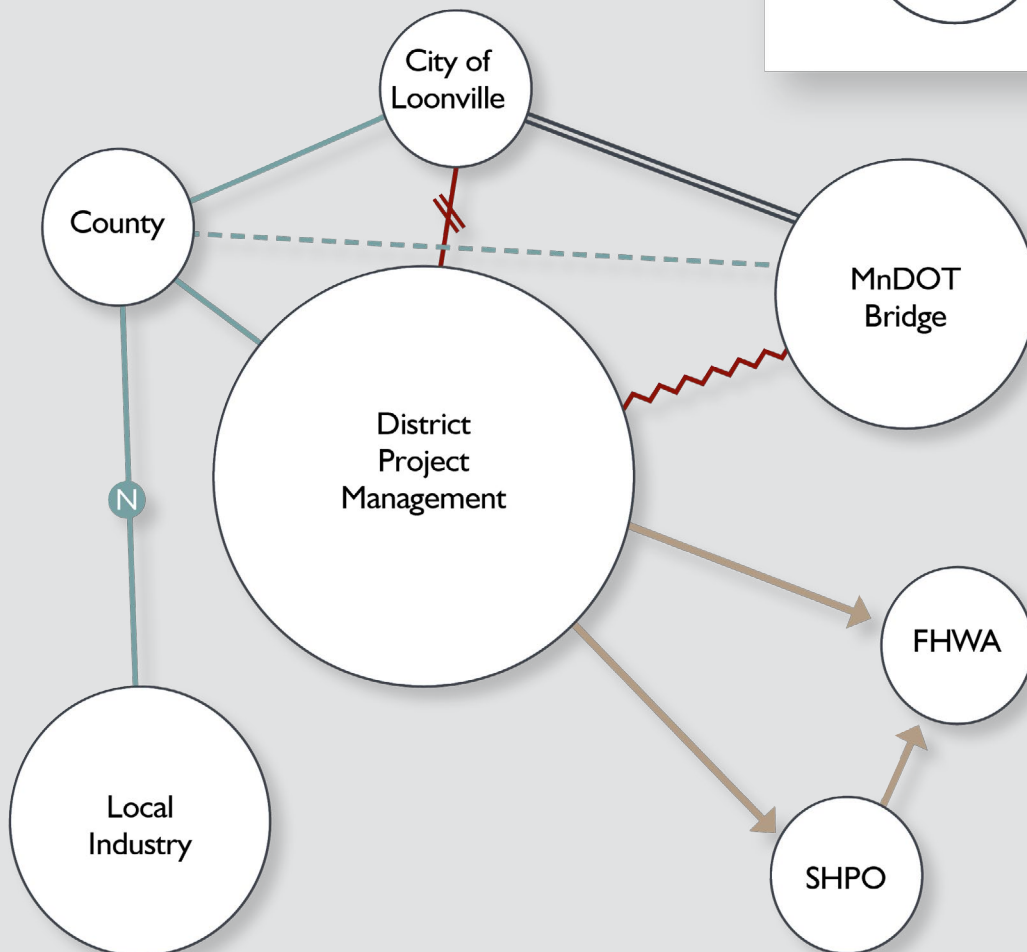 City of
Loonville
County
MnDOT
Bridge
District
Project
Management
N
FHWA
Local
Industry
SHPO